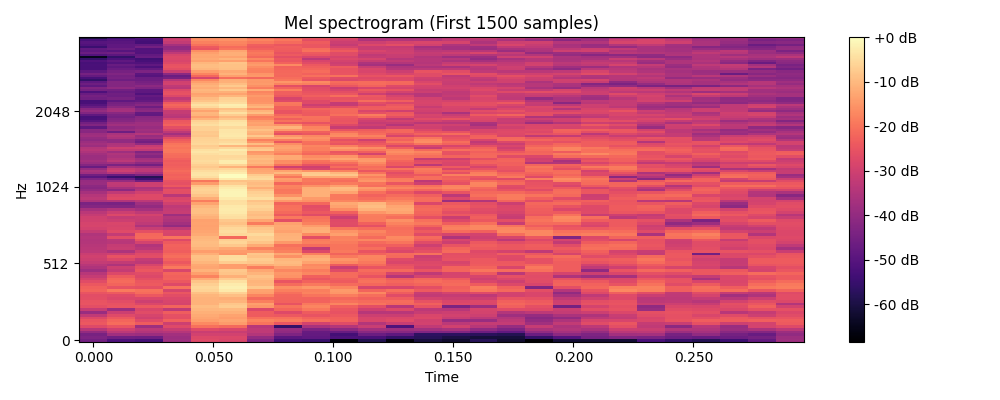 Mel spectrogram (First 1500 samples)
Hz
2048
1024
512
0
0.000 0.050 0.100 0.150 0.200 0.250
Time
+0 dB
-10 dB
-20 dB
-30 dB
-40 dB
-50 dB
-60 dB